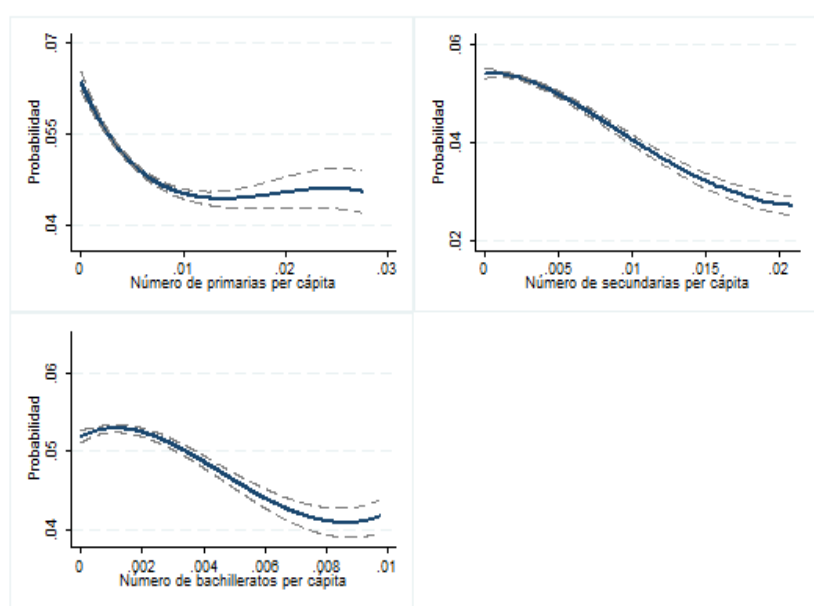 .07
.055
.04
Probabilidad
0 .01 .02 .03
Número de primarias per cápita
.06
.04
.02
Probabilidad
0 .005 .01 .015 .02
Número de secundarias per cápita
.06
.05
.04
Probabilidad
0 .002 .004 .006 .008 .01
Número de bachilleratos per cápita